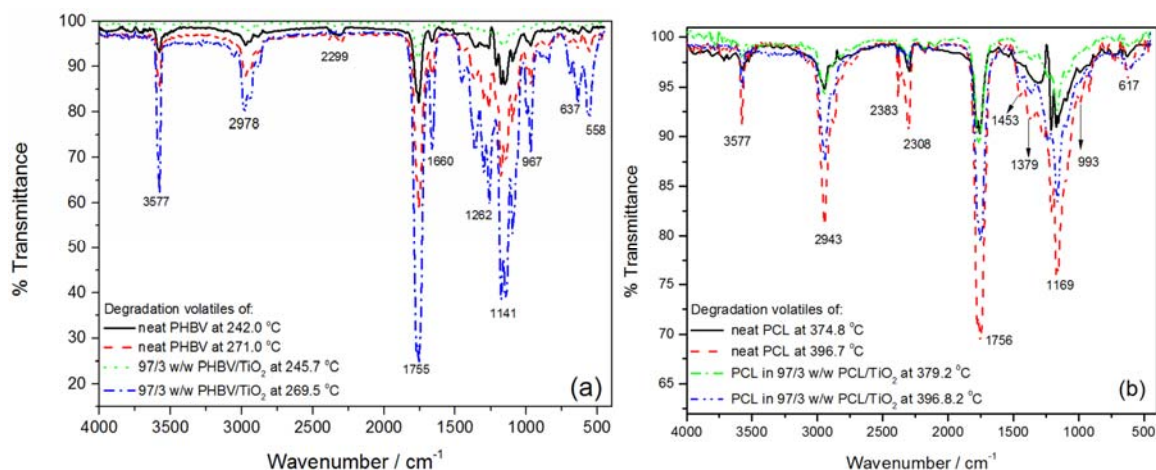 % Transmittance
100
90
80
70
60
50
40
30
20
3577
2978
2299
1755
1660
1262
1141
967
637
558
Degradation volatiles of:
neat PHBV at 242.0 °C
neat PHBV at 271.0 °C
97/3 w/w PHBV/TiO₂ at 245.7 °C
97/3 w/w PHBV/TiO₂ at 269.5 °C
(a)
4000 3500 3000 2500 2000 1500 1000 500
Wavenumber / cm⁻¹
% Transmittance
100
95
90
85
80
75
70
65
3577
2943
2383
2308
1756
1453
1379
1169
993
617
Degradation volatiles of:
neat PCL at 374.8 °C
neat PCL at 396.7 °C
PCL in 97/3 w/w PCL/TiO₂ at 379.2 °C
PCL in 97/3 w/w PCL/TiO₂ at 396.8.2 °C
(b)
4000 3500 3000 2500 2000 1500 1000 500
Wavenumber / cm⁻¹